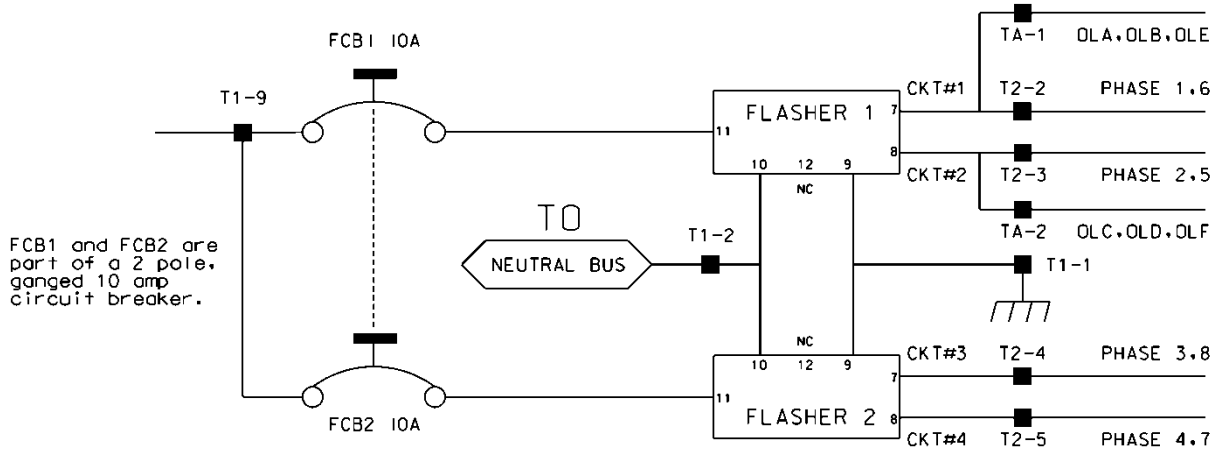 TA-1 OLA.OLB.OLE
FCB1 10A
T1-9
CKT#1 T2-2 PHASE 1.6
FLASHER 1
7
11
8
10 12 9
NC
CKT#2 T2-3 PHASE 2.5
TA-2 OLC.OLD.OLF
TO
NEUTRAL BUS
T1-2
T1-1
FCB1 and FCB2 are
part of a 2 pole.
ganged 10 amp
circuit breaker.
NC
10 12 9
CKT#3 T2-4 PHASE 3.8
7
11
FLASHER 2
8
FCB2 10A
CKT#4 T2-5 PHASE 4.7